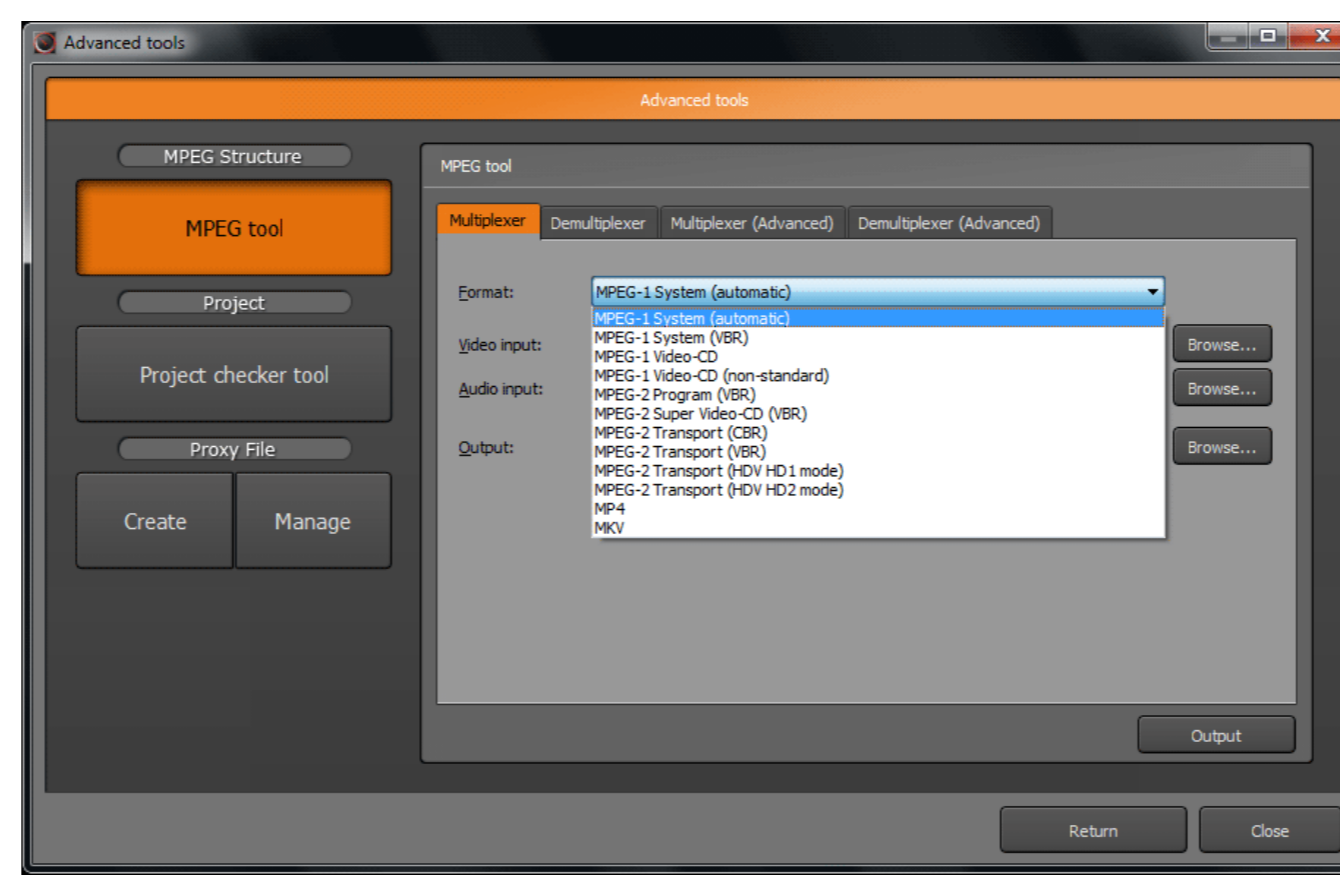 Advanced tools
Advanced tools
MPEG Structure
MPEG tool
Project
Project checker tool
Proxy File
Create
Manage
MPEG tool
Multiplexer
Demultiplexer
Multiplexer (Advanced)
Demultiplexer (Advanced)
Format:
MPEG-1 System (automatic)
MPEG-1 System (automatic)
MPEG-1 System (VBR)
MPEG-1 Video-CD
MPEG-1 Video-CD (non-standard)
MPEG-2 Program (VBR)
MPEG-2 Super Video-CD (VBR)
MPEG-2 Transport (CBR)
MPEG-2 Transport (VBR)
MPEG-2 Transport (HDV HD1 mode)
MPEG-2 Transport (HDV HD2 mode)
MP4
MKV
Video input:
Browse...
Audio input:
Browse...
Output:
Browse...
Output
Return
Close